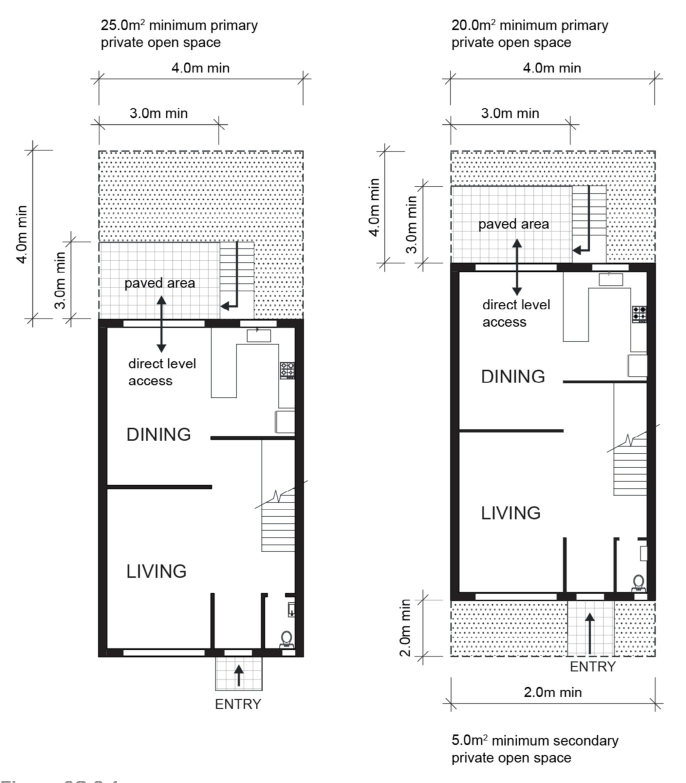 25.0m² minimum primary
private open space
4.0m min
3.0m min
4.0m min
3.0m min
paved area
direct level
access
DINING
LIVING
ENTRY
20.0m² minimum primary
private open space
4.0m min
3.0m min
4.0m min
3.0m min
paved area
direct level
access
DINING
LIVING
2.0m min
ENTRY
2.0m min
5.0m² minimum secondary
private open space